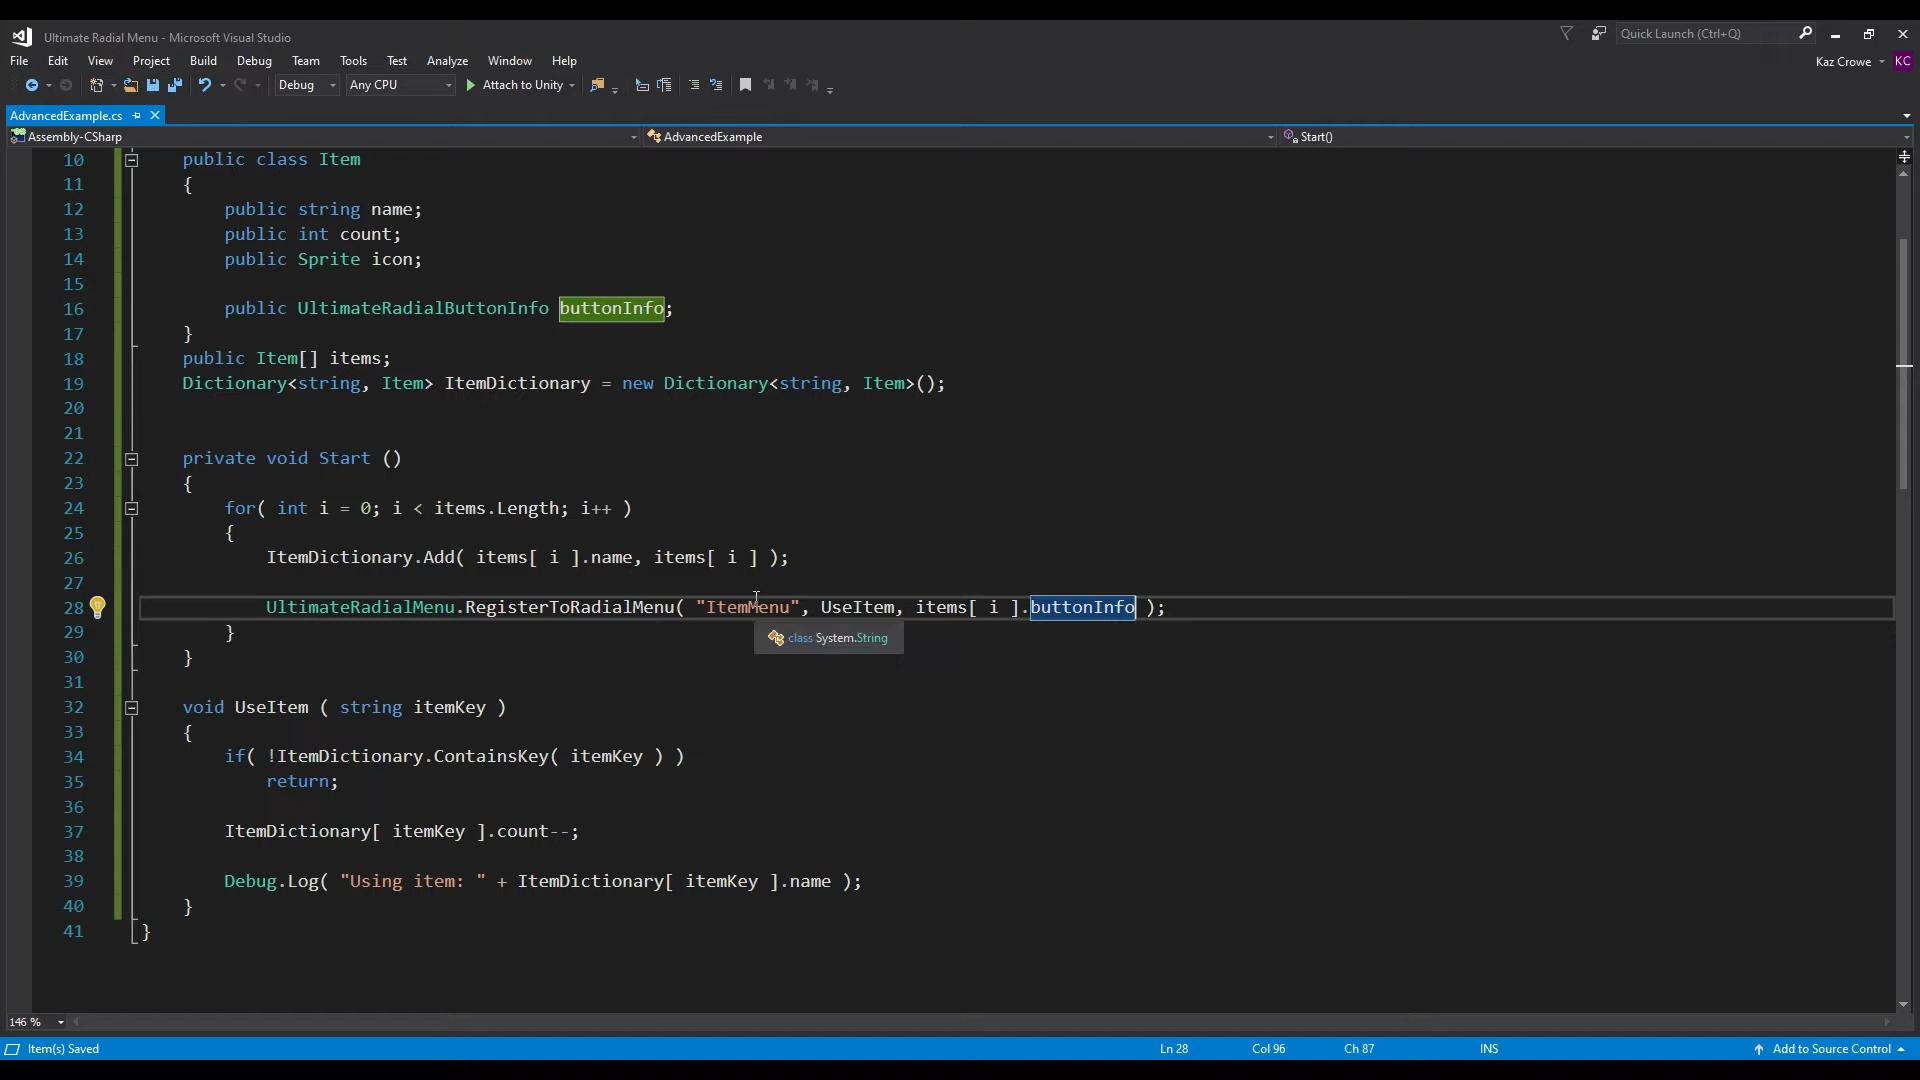 Ultimate Radial Menu - Microsoft Visual Studio
Quick Launch (Ctrl+Q)
File Edit View Project Build Debug Team Tools Test Analyze Window Help
Kaz Crowe KC
Debug Any CPU Attach to Unity
AdvancedExample.cs
Assembly-CSharp AdvancedExample Start()
10 public class Item
11 {
12 public string name;
13 public int count;
14 public Sprite icon;
15
16 public UltimateRadialButtonInfo buttonInfo;
17 }
18 public Item[] items;
19 Dictionary<string, Item> ItemDictionary = new Dictionary<string, Item>();
20
21
22 private void Start ()
23 {
24 for( int i = 0; i < items.Length; i++ )
25 {
26 ItemDictionary.Add( items[ i ].name, items[ i ] );
27
28 UltimateRadialMenu.RegisterToRadialMenu( "ItemMenu", UseItem, items[ i ].buttonInfo );
29 }
class System.String
30 }
31
32 void UseItem ( string itemKey )
33 {
34 if( !ItemDictionary.ContainsKey( itemKey ) )
35 return;
36
37 ItemDictionary[ itemKey ].count--;
38
39 Debug.Log( "Using item: " + ItemDictionary[ itemKey ].name );
40 }
41 }
146 %
Item(s) Saved Ln 28 Col 96 Ch 87 INS Add to Source Control